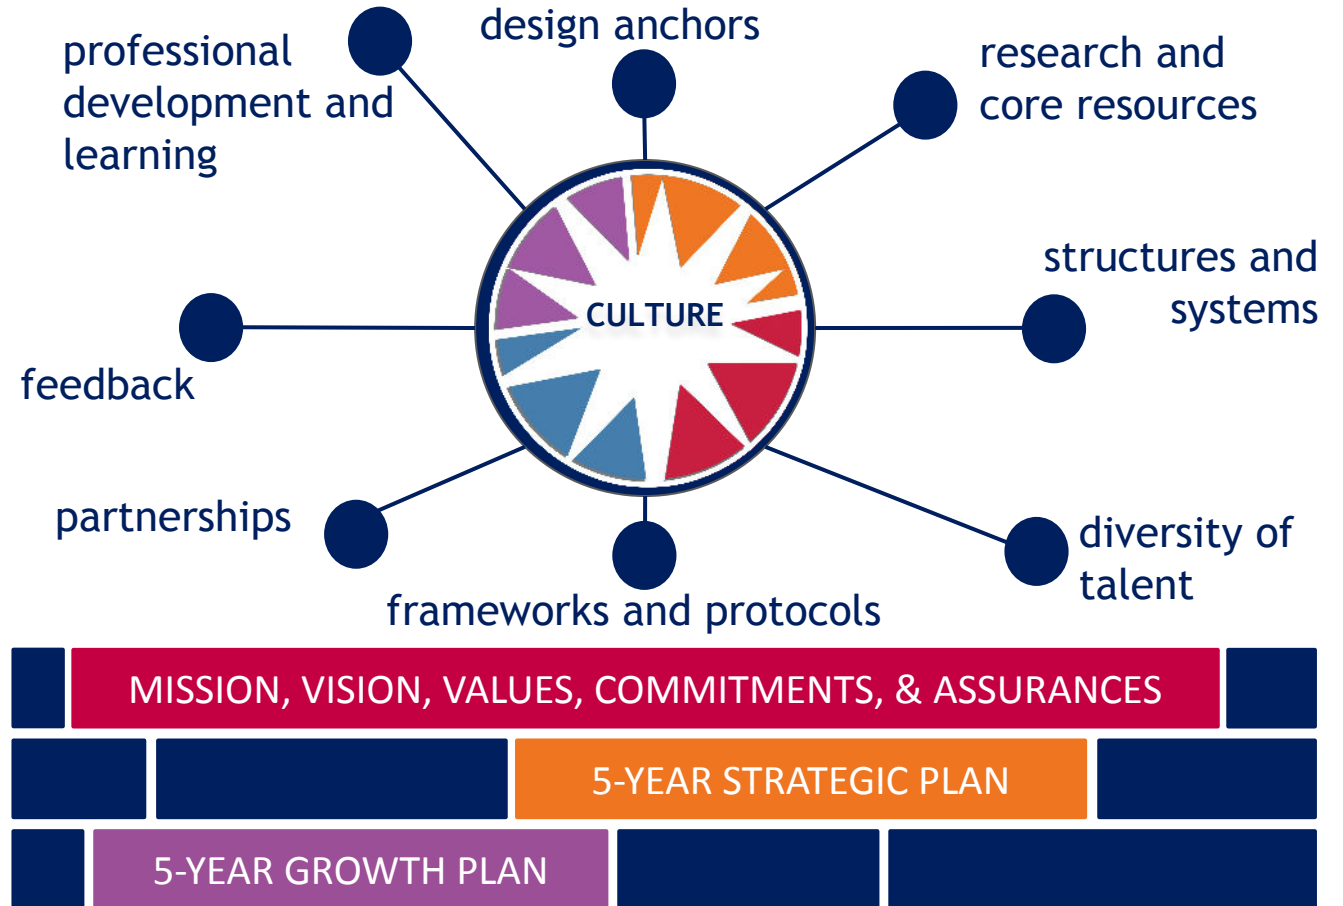 design anchors
professional
development and
learning
research and
core resources
structures and
systems
CULTURE
feedback
partnerships
diversity of
talent
frameworks and protocols
MISSION, VISION, VALUES, COMMITMENTS, & ASSURANCES
5-YEAR STRATEGIC PLAN
5-YEAR GROWTH PLAN